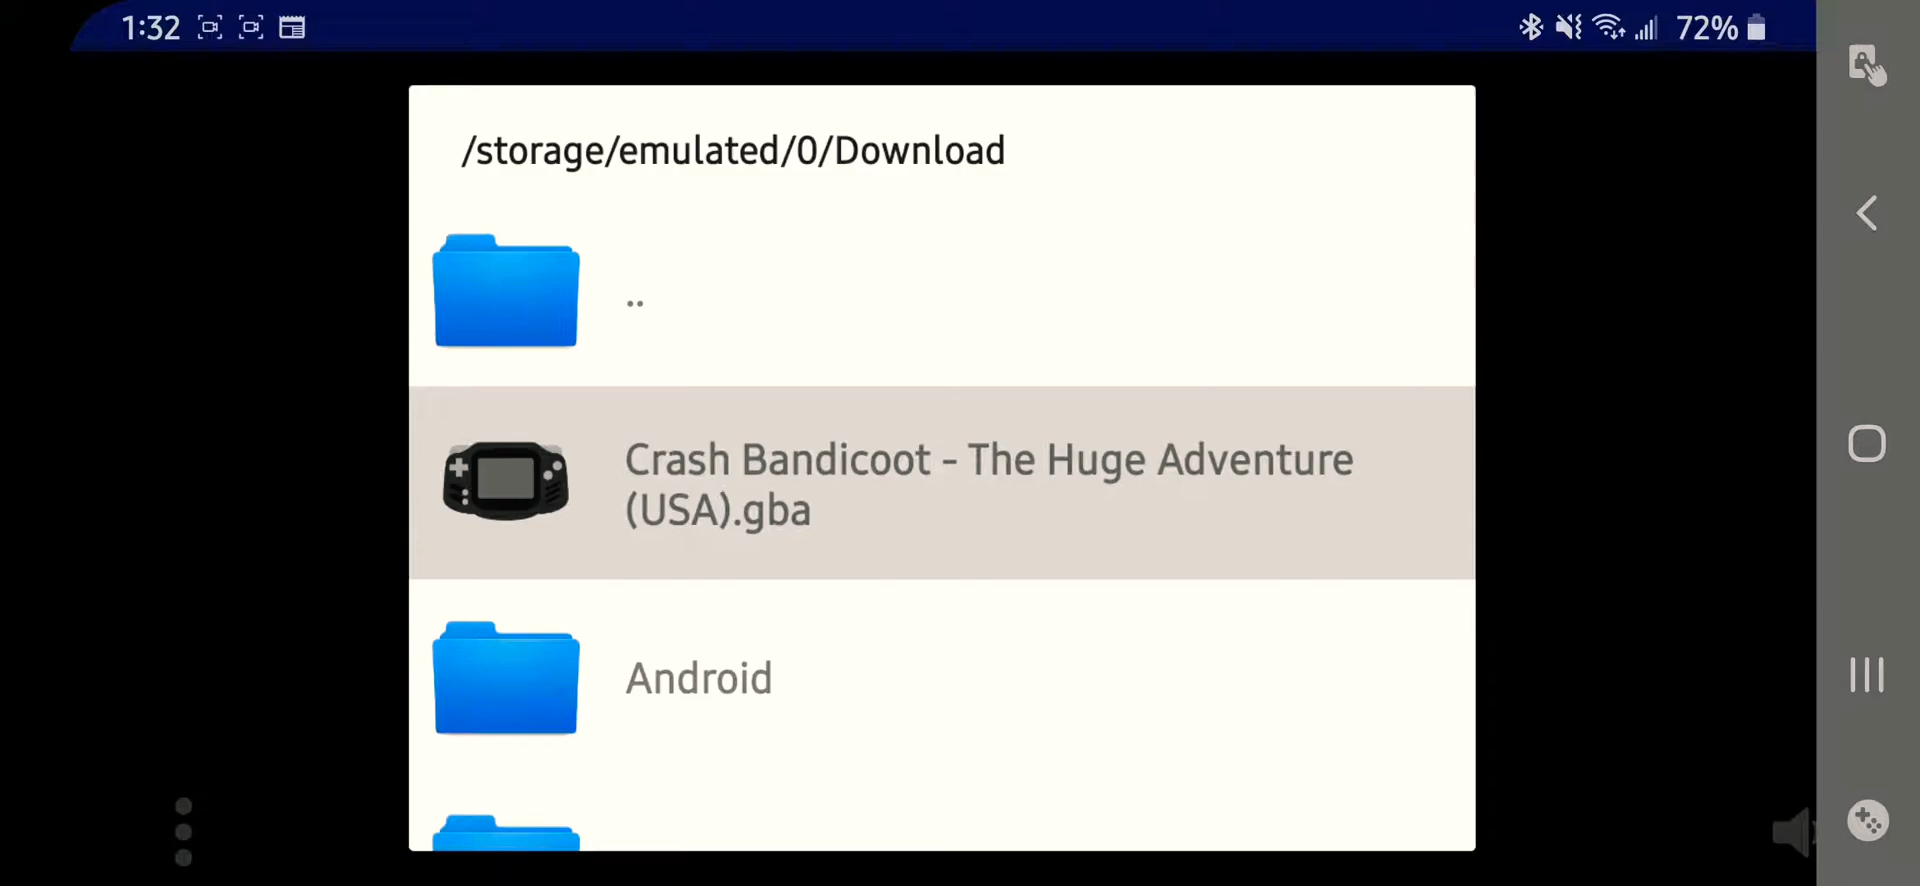 1:32
72%
/storage/emulated/0/Download
..
Crash Bandicoot - The Huge Adventure
(USA).gba
Android